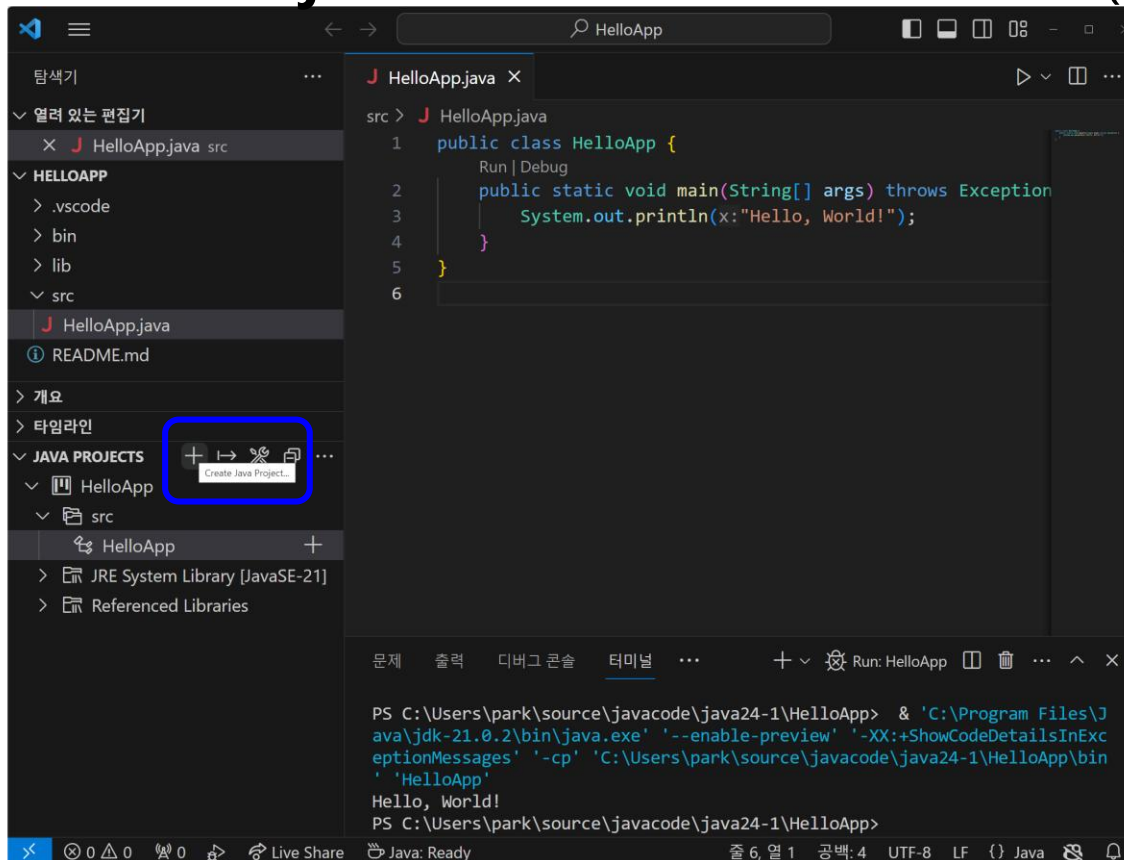 HelloApp
탐색기
열려 있는 편집기
HelloApp.java src
HELLOAPP
.vscode
bin
lib
src
HelloApp.java
README.md
개요
타임라인
JAVA PROJECTS
Create Java Project...
HelloApp
src
HelloApp
JRE System Library [JavaSE-21]
Referenced Libraries
HelloApp.java
src > HelloApp.java
1 public class HelloApp {
Run | Debug
2 public static void main(String[] args) throws Exception
3 System.out.println(x:"Hello, World!");
4 }
5 }
6
문제 출력 디버그 콘솔 터미널 Run: HelloApp
PS C:\Users\park\source\javacode\java24-1\HelloApp> & 'C:\Program Files\J
ava\jdk-21.0.2\bin\java.exe' '--enable-preview' '-XX:+ShowCodeDetailsInExc
eptionMessages' '-cp' 'C:\Users\park\source\javacode\java24-1\HelloApp\bin
' 'HelloApp'
Hello, World!
PS C:\Users\park\source\javacode\java24-1\HelloApp>
0 0 0 Live Share Java: Ready 줄 6, 열 1 공백: 4 UTF-8 LF {} Java